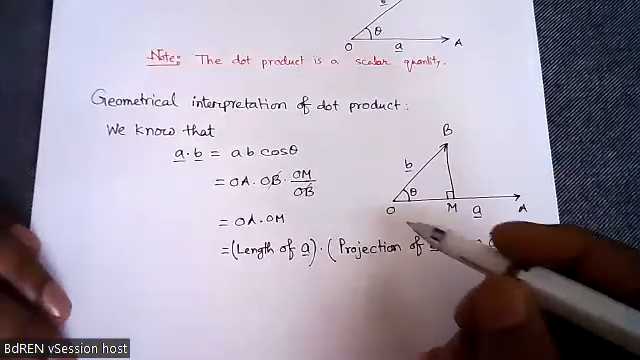 O θ a A
Note: The dot product is a scalar quantity.
Geometrical interpretation of dot product:
We know that
a · b = ab cosθ
= OA · OB · OM/OB
= OA · OM
= (Length of a) · (Projection of
B
b
θ
O M a A
BdREN vSession host